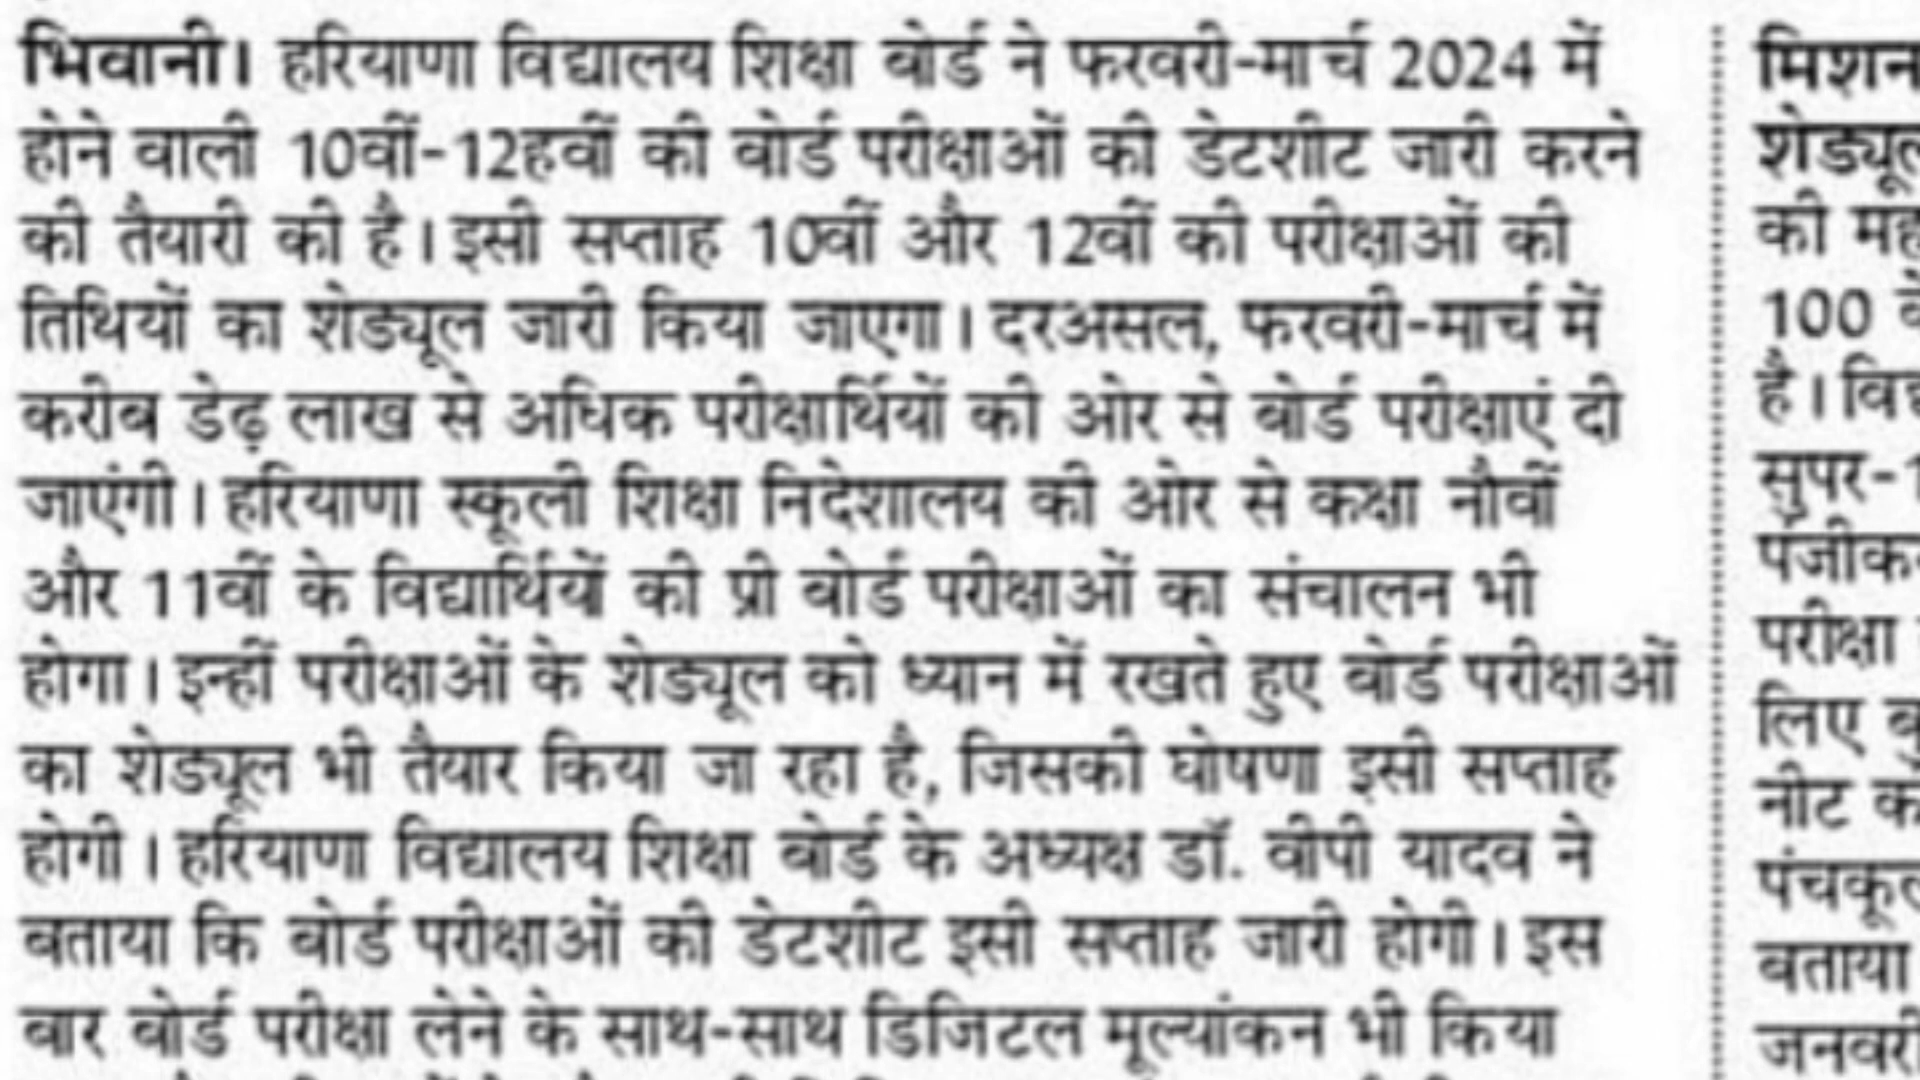 भिवानी। हरियाणा विद्यालय शिक्षा बोर्ड ने फरवरी-मार्च 2024 में
होने वाली 10वीं-12हवीं की बोर्ड परीक्षाओं की डेटशीट जारी करने
की तैयारी की है। इसी सप्ताह 10वीं और 12वीं की परीक्षाओं की
तिथियों का शेड्यूल जारी किया जाएगा। दरअसल, फरवरी-मार्च में
करीब डेढ़ लाख से अधिक परीक्षार्थियों की ओर से बोर्ड परीक्षाएं दी
जाएंगी। हरियाणा स्कूली शिक्षा निदेशालय की ओर से कक्षा नौवीं
और 11वीं के विद्यार्थियों की प्री बोर्ड परीक्षाओं का संचालन भी
होगा। इन्हीं परीक्षाओं के शेड्यूल को ध्यान में रखते हुए बोर्ड परीक्षाओं
का शेड्यूल भी तैयार किया जा रहा है, जिसकी घोषणा इसी सप्ताह
होगी। हरियाणा विद्यालय शिक्षा बोर्ड के अध्यक्ष डॉ. वीपी यादव ने
बताया कि बोर्ड परीक्षाओं की डेटशीट इसी सप्ताह जारी होगी। इस
बार बोर्ड परीक्षा लेने के साथ-साथ डिजिटल मूल्यांकन भी किया
मिशन
की
100
है।
परीक्षा
लिए
नीट
बताया